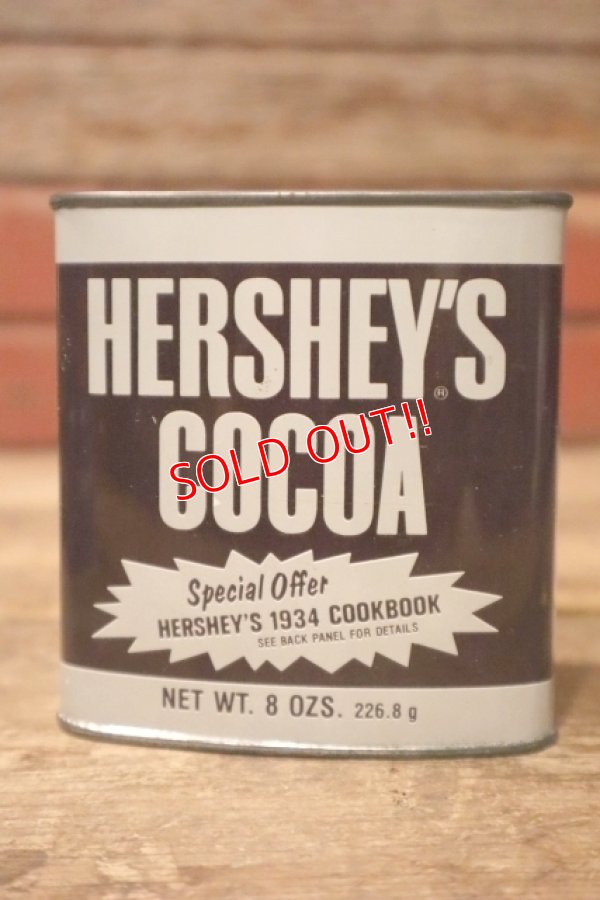 HERSHEY'S®
COCOA
SOLD OUT!!
Special Offer
HERSHEY'S 1934 COOKBOOK
SEE BACK PANEL FOR DETAILS
NET WT. 8 OZS. 226.8 g